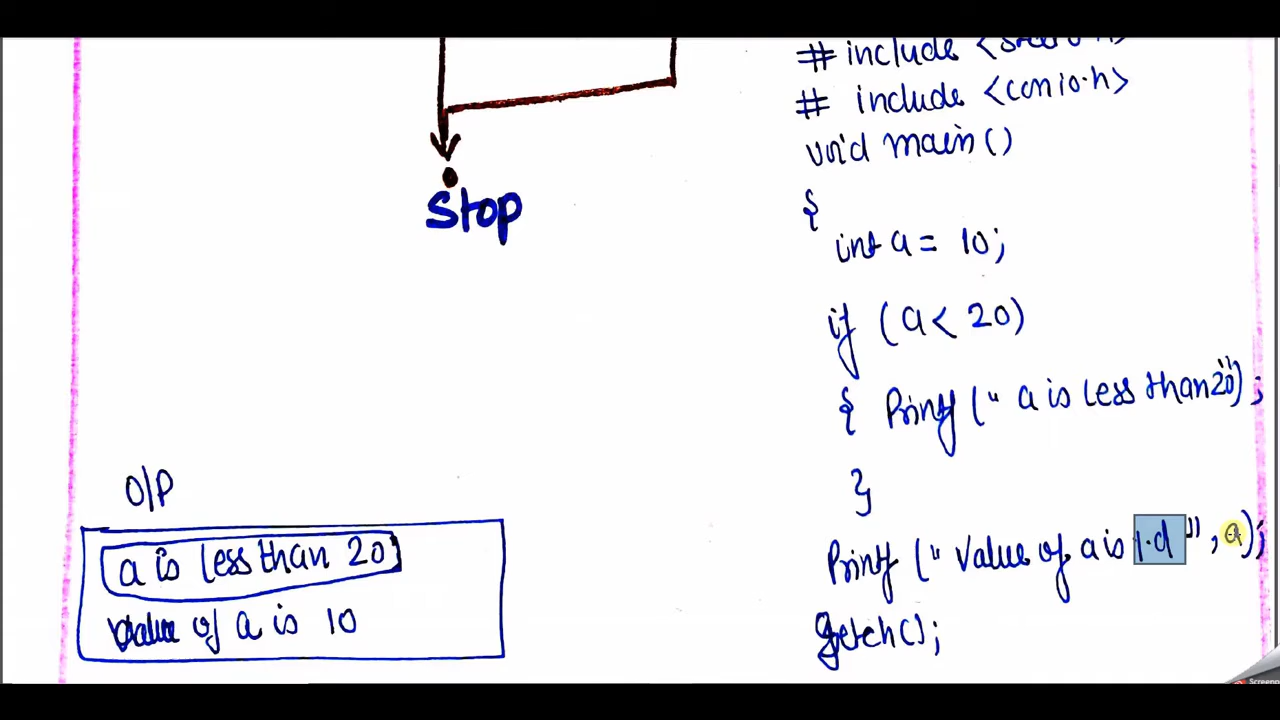 # include <
# include <conio.h>
void main()
{
int a = 10;
if (a < 20)
{ Printf (" a is less than 20");
}
Printf (" Value of a is %d ", a);
getch();
Stop
O/P
a is less than 20
value of a is 10